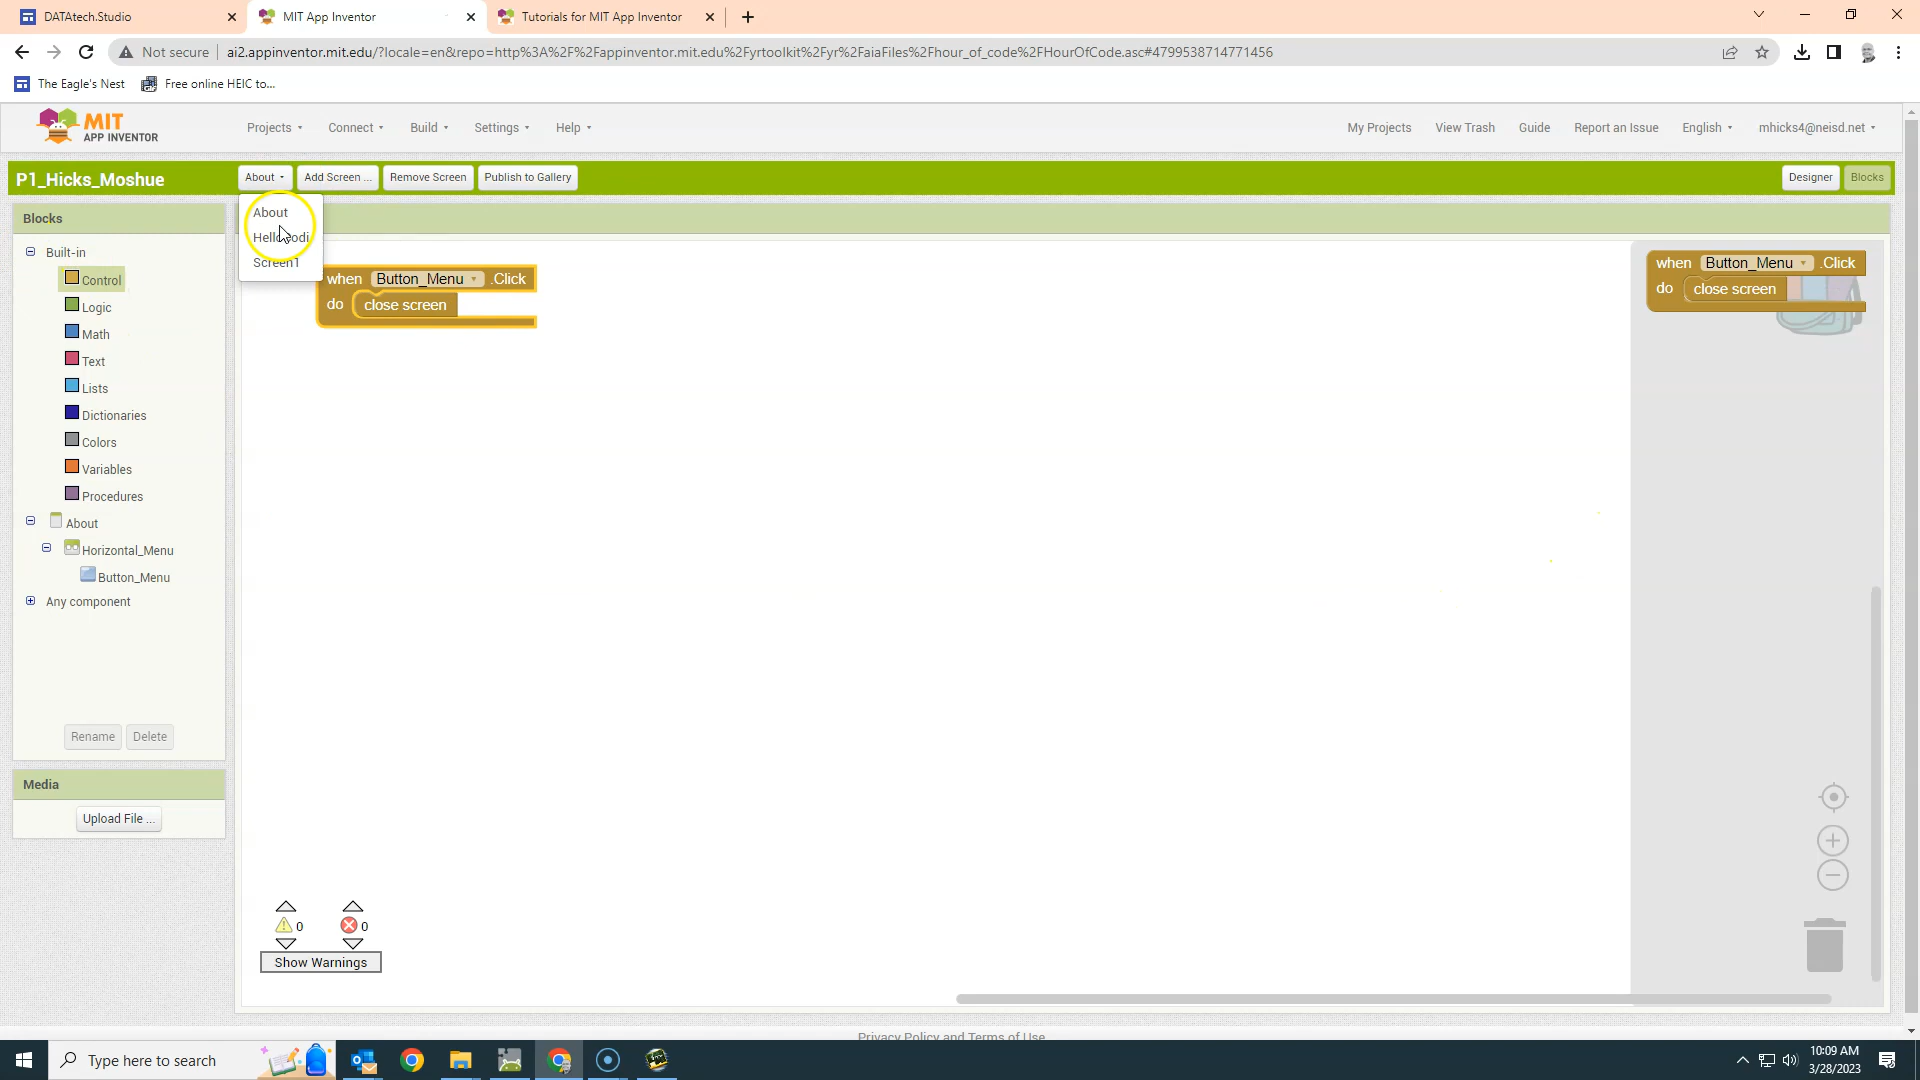 DATAtech.Studio
MIT App Inventor
Tutorials for MIT App Inventor
Not secure
ai2.appinventor.mit.edu/?locale=en&repo=http%3A%2F%2Fappinventor.mit.edu%2Fyrtoolkit%2Fyr%2FaiaFiles%2Fhour_of_code%2FHourOfCode.asc#4799538714771456
The Eagle's Nest
Free online HEIC to...
MIT
APP INVENTOR
Projects
Connect
Build
Settings
Help
My Projects
View Trash
Guide
Report an Issue
English
mhicks4@neisd.net
P1_Hicks_Moshue
About
Add Screen ...
Remove Screen
Publish to Gallery
Designer
Blocks
Blocks
About
Screen1
Built-in
Control
Logic
Math
Text
Lists
Dictionaries
Colors
Variables
Procedures
About
Horizontal_Menu
Button_Menu
Any component
Rename
Delete
Media
Upload File ...
when Button_Menu .Click
do close screen
when Button_Menu .Click
do close screen
0
0
Show Warnings
Privacy Policy and Terms of Use
Type here to search
10:09 AM
3/28/2023